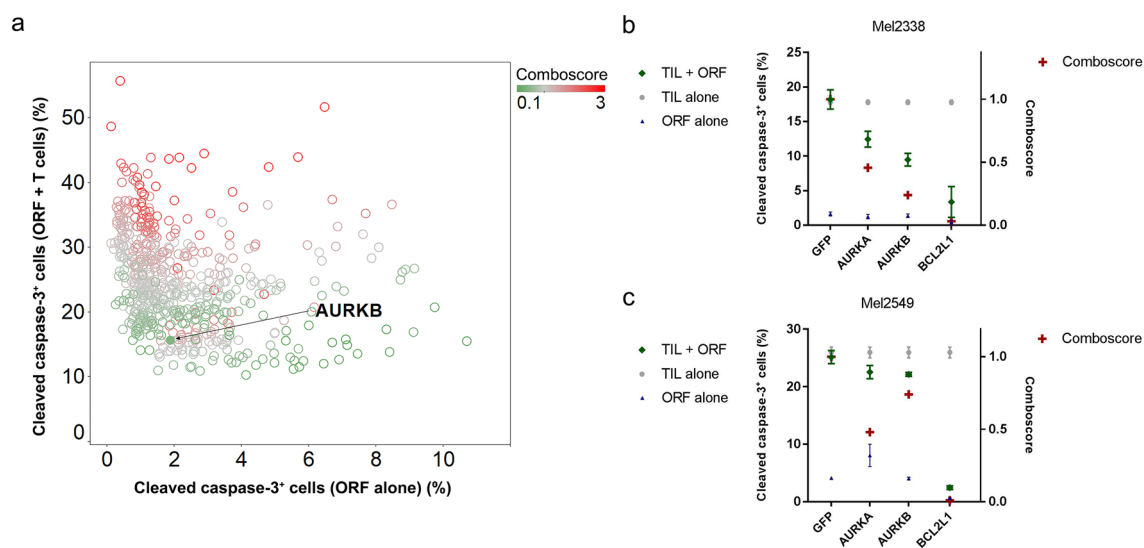 a
Cleaved caspase-3⁺ cells (ORF + T cells) (%)
50
40
30
20
10
0
0 2 4 6 8 10
Cleaved caspase-3⁺ cells (ORF alone) (%)
AURKB
Comboscore
0.1 3
b
Mel2338
TIL + ORF
TIL alone
ORF alone
Cleaved caspase-3⁺ cells (%)
25
20
15
10
5
0
1.0
0.5
0.0
Comboscore
GFP AURKA AURKB BCL2L1
Comboscore
c
Mel2549
TIL + ORF
TIL alone
ORF alone
Cleaved caspase-3⁺ cells (%)
30
20
10
0
1.0
0.5
0.0
Comboscore
GFP AURKA AURKB BCL2L1
Comboscore